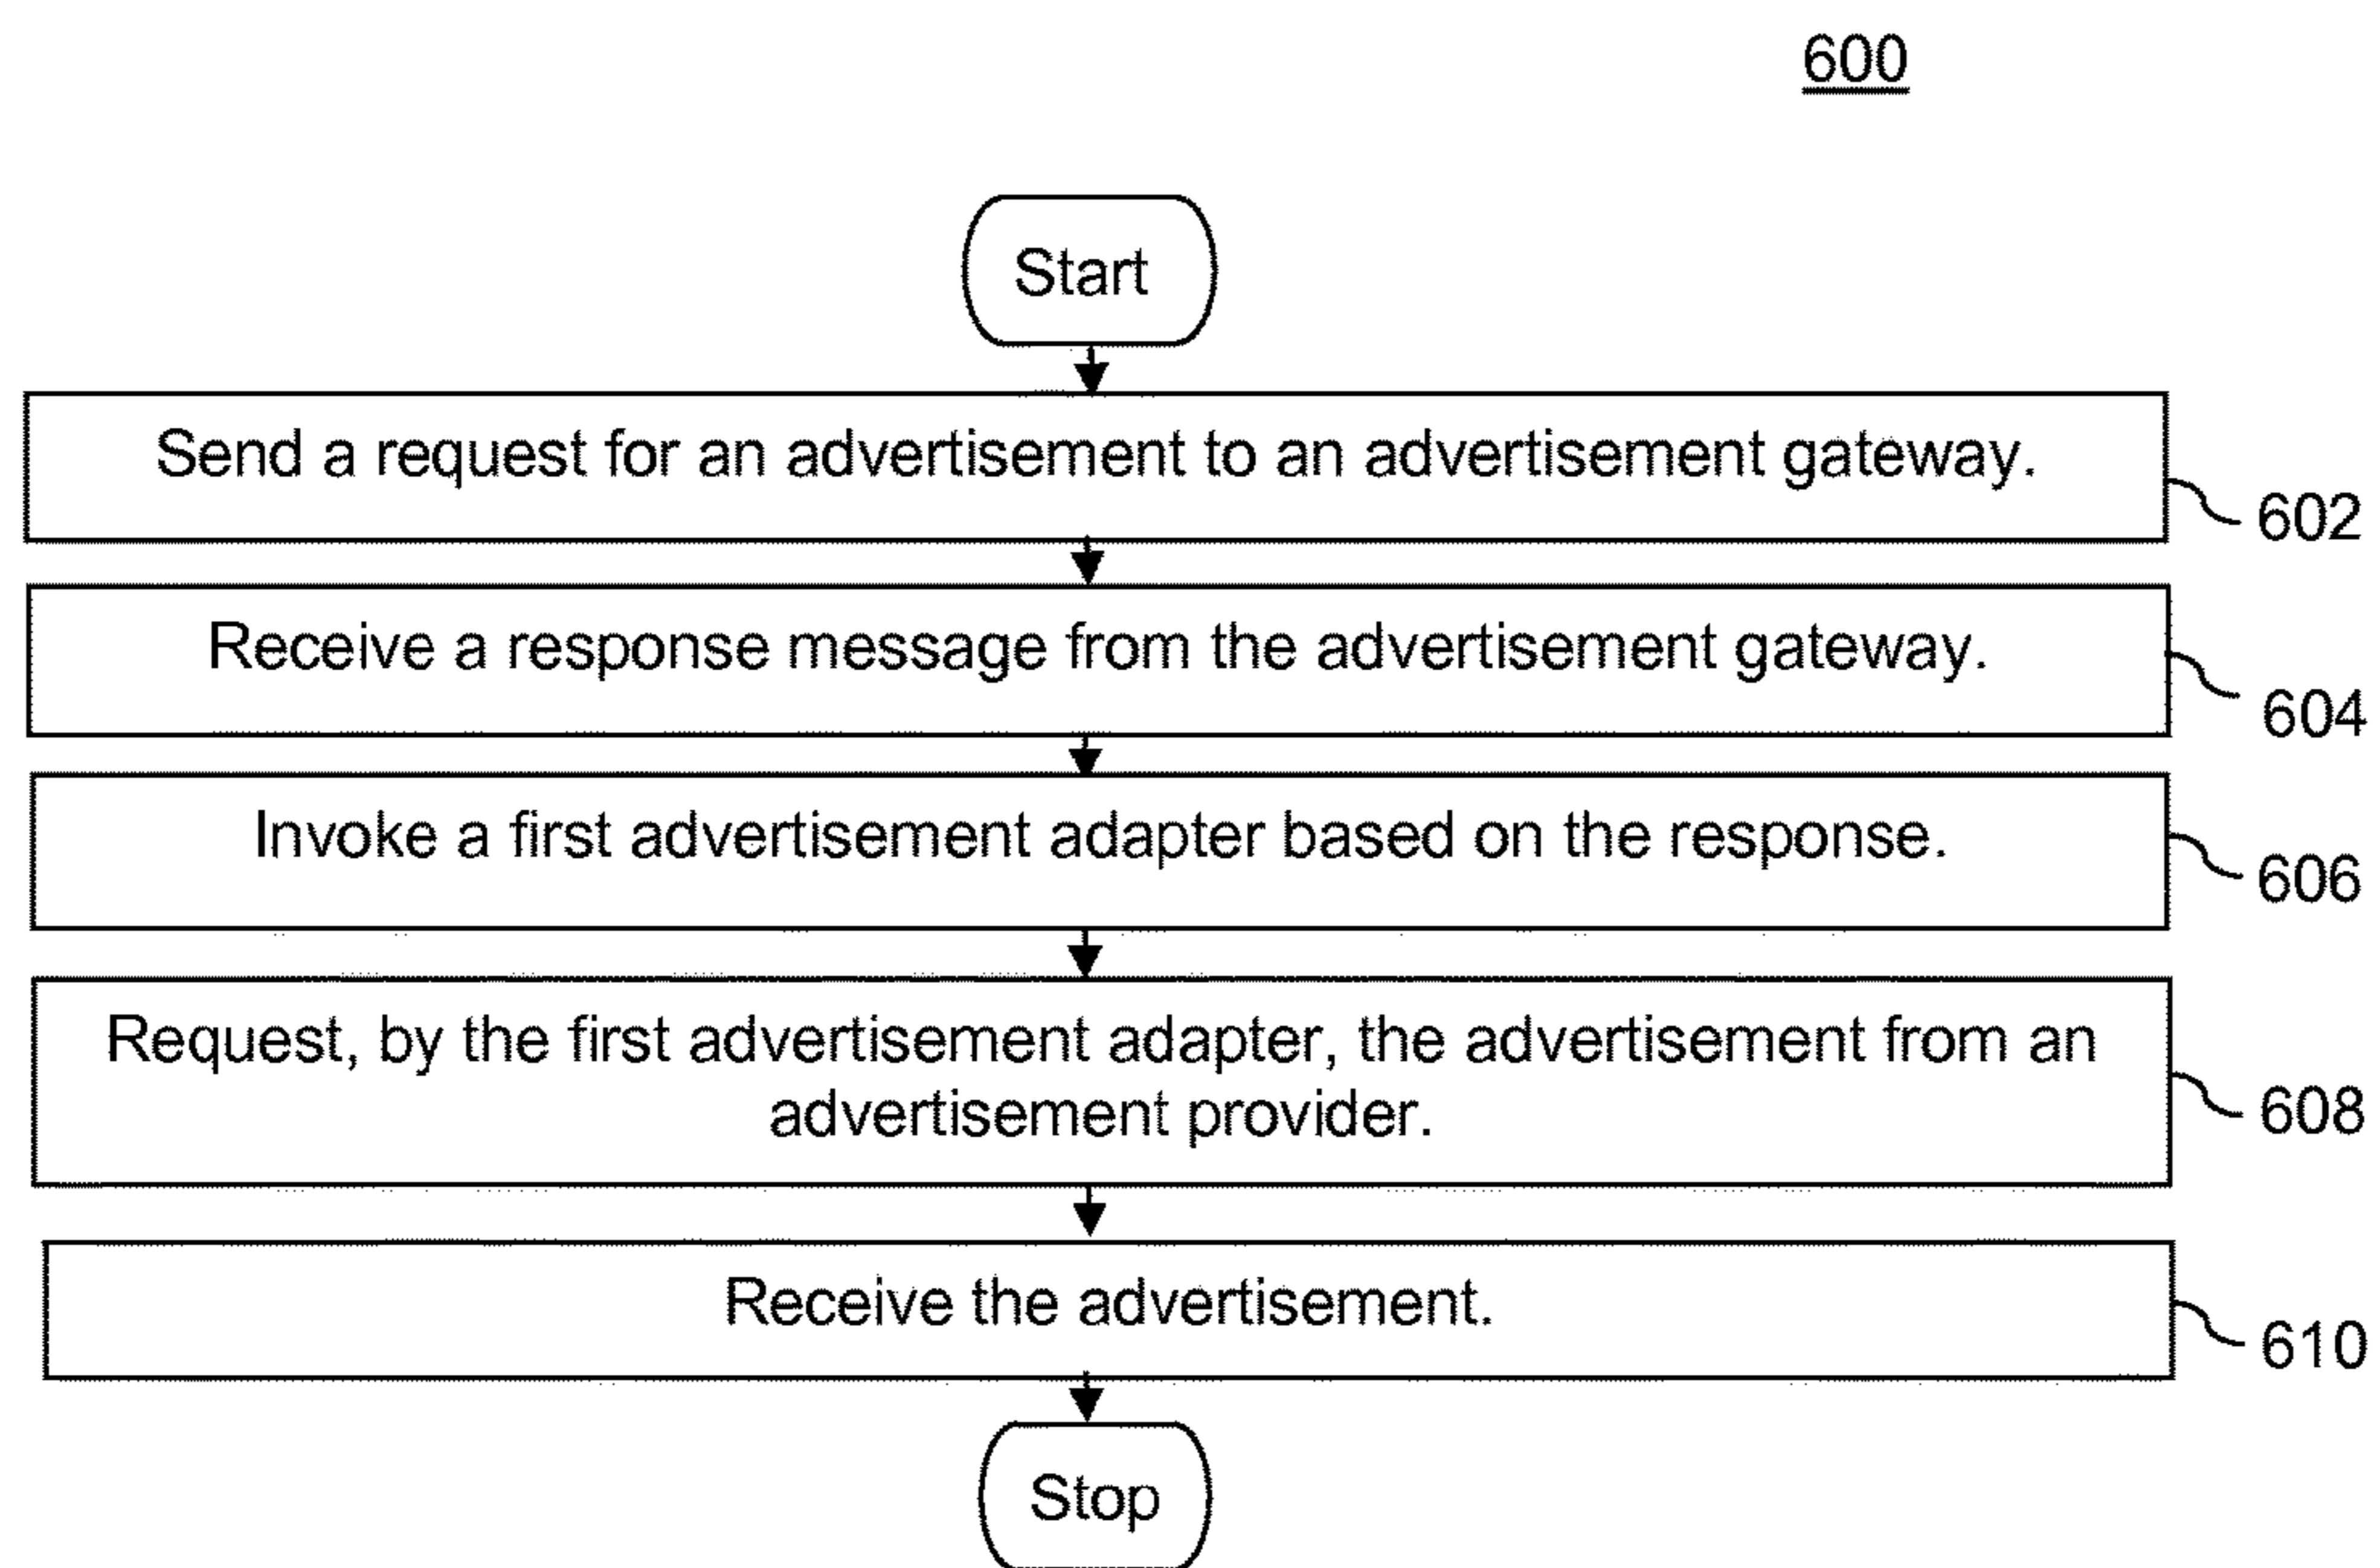 600
Start
Send a request for an advertisement to an advertisement gateway.
602
Receive a response message from the advertisement gateway.
604
Invoke a first advertisement adapter based on the response.
606
Request, by the first advertisement adapter, the advertisement from an
advertisement provider.
608
Receive the advertisement.
610
Stop